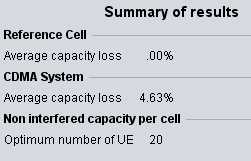 Summary of results
Reference Cell
Average capacity loss .00%
CDMA System
Average capacity loss 4.63%
Non interfered capacity per cell
Optimum number of UE 20